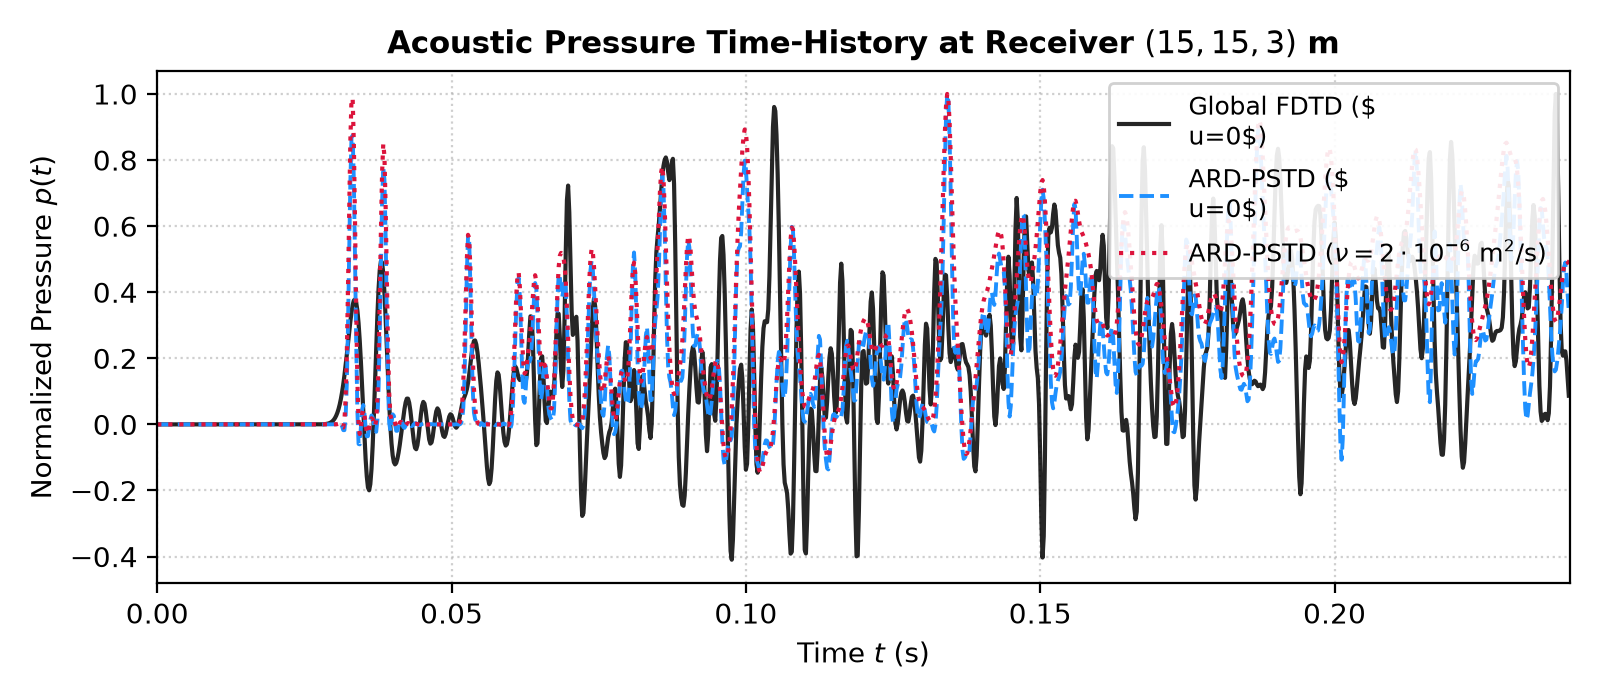 Acoustic Pressure Time-History at Receiver (15, 15, 3) m
Normalized Pressure p(t)
1.0
0.8
0.6
0.4
0.2
0.0
−0.2
−0.4
Global FDTD ($
u=0$)
ARD-PSTD ($
u=0$)
ARD-PSTD (ν = 2 · 10⁻⁶ m²/s)
0.00
0.05
0.10
0.15
0.20
Time t (s)